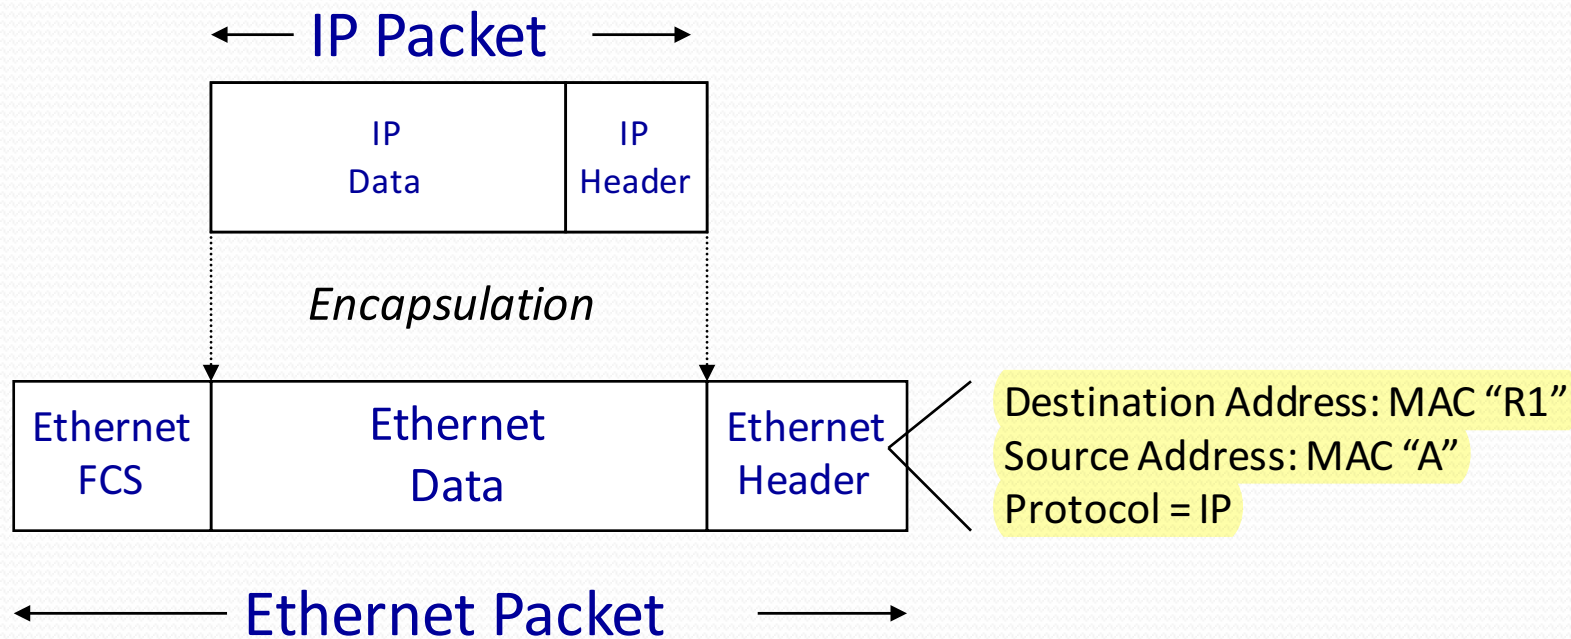 IP Packet
IP
Data
IP
Header
Encapsulation
Ethernet
FCS
Ethernet
Data
Ethernet
Header
Destination Address: MAC “R1”
Source Address: MAC “A”
Protocol = IP
Ethernet Packet